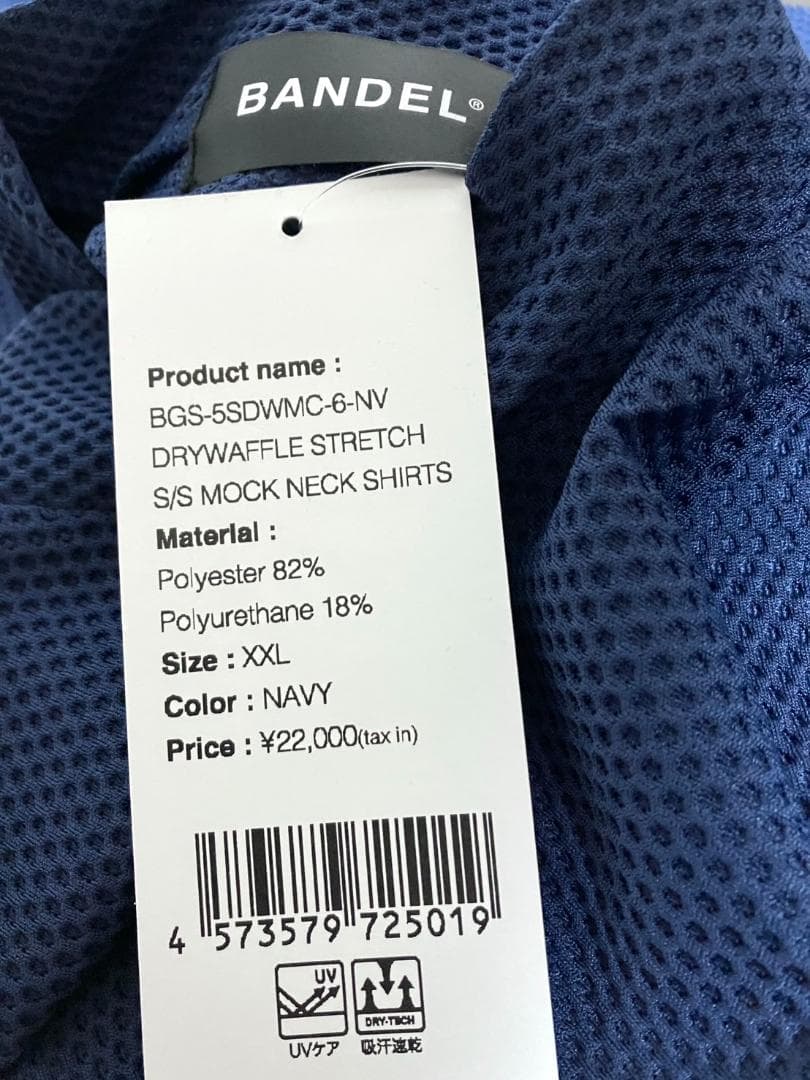 BANDEL®
Product name :
BGS-5SDWMC-6-NV
DRYWAFFLE STRETCH
S/S MOCK NECK SHIRTS
Material :
Polyester 82%
Polyurethane 18%
Size : XXL
Color : NAVY
Price : ¥22,000(tax in)
4 573579 725019
UV
DRY-TECH
UVケア 吸汗速乾